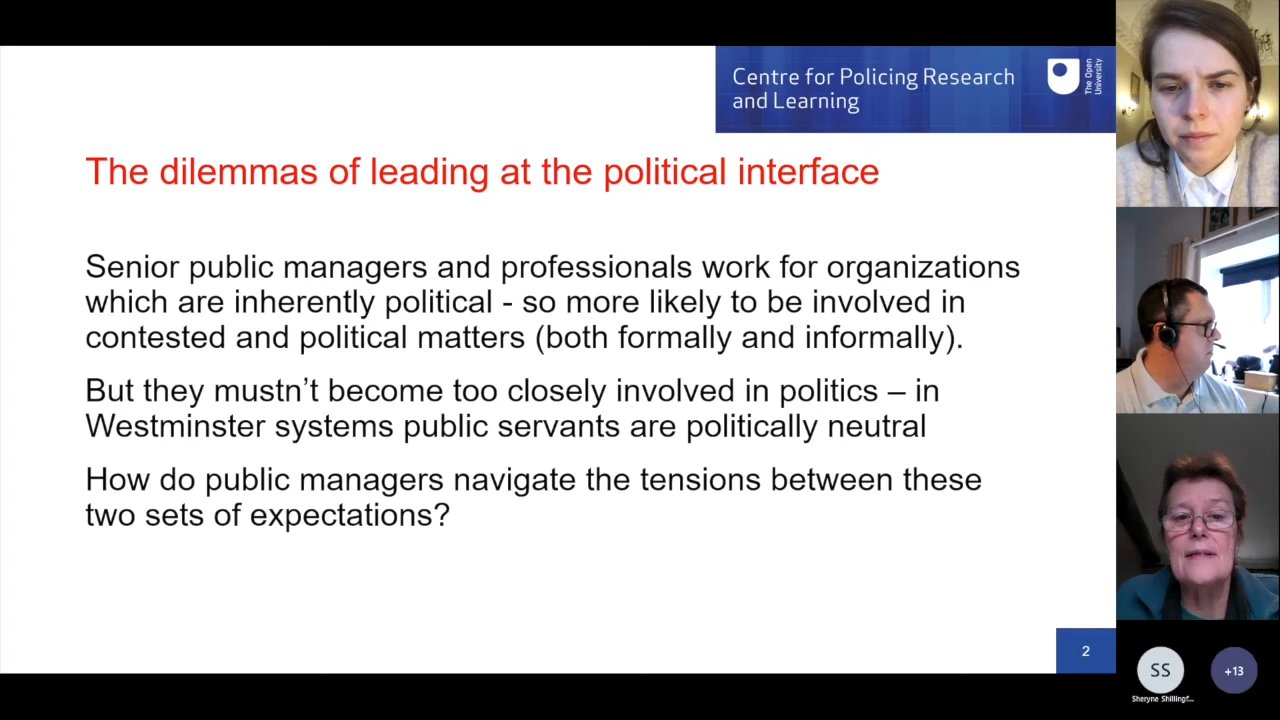 Centre for Policing Research
and Learning
The Open
University
The dilemmas of leading at the political interface
Senior public managers and professionals work for organizations
which are inherently political - so more likely to be involved in
contested and political matters (both formally and informally).
But they mustn’t become too closely involved in politics – in
Westminster systems public servants are politically neutral
How do public managers navigate the tensions between these
two sets of expectations?
2
SS
+13
Sheryne Shillingf...